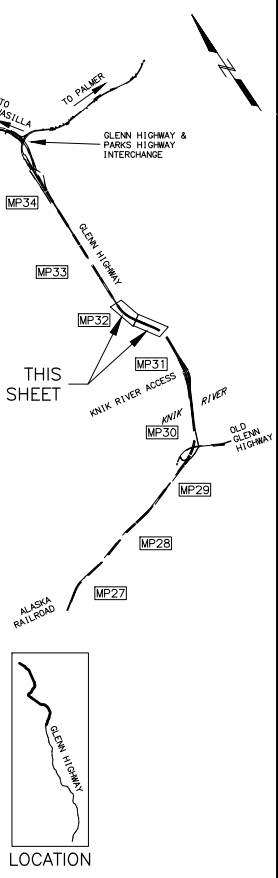 TO
WASILLA
TO PALMER
N
GLENN HIGHWAY &
PARKS HIGHWAY
INTERCHANGE
MP34
GLENN HIGHWAY
MP33
MP32
THIS
SHEET
MP31
KNIK RIVER ACCESS
KNIK RIVER
MP30
OLD
GLENN
HIGHWAY
MP29
MP28
MP27
ALASKA
RAILROAD
GLENN HIGHWAY
LOCATION